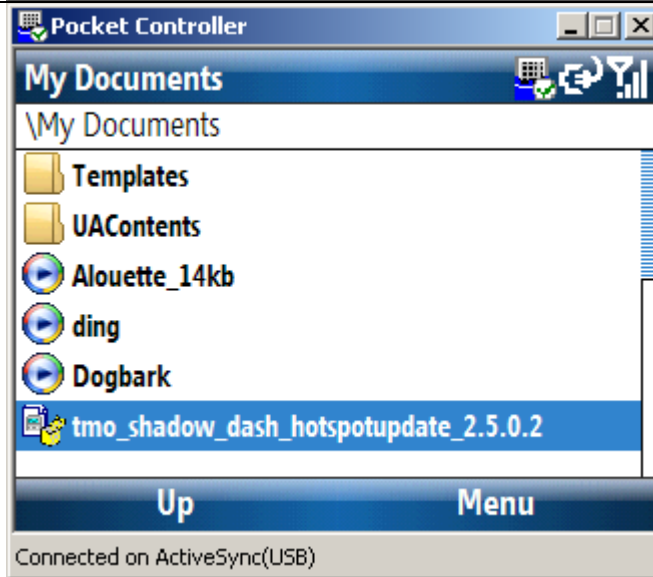 Pocket Controller
My Documents
\My Documents
Templates
UAContents
Alouette_14kb
ding
Dogbark
tmo_shadow_dash_hotspotupdate_2.5.0.2
Up Menu
Connected on ActiveSync(USB)